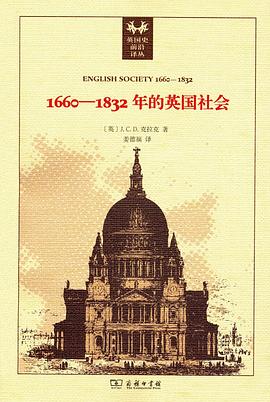 英国史
前沿
译丛
ENGLISH SOCIETY 1660—1832
1660—1832 年的英国社会
〔英〕J. C. D. 克拉克 著
姜德福 译
商务印书馆
The Commercial Press